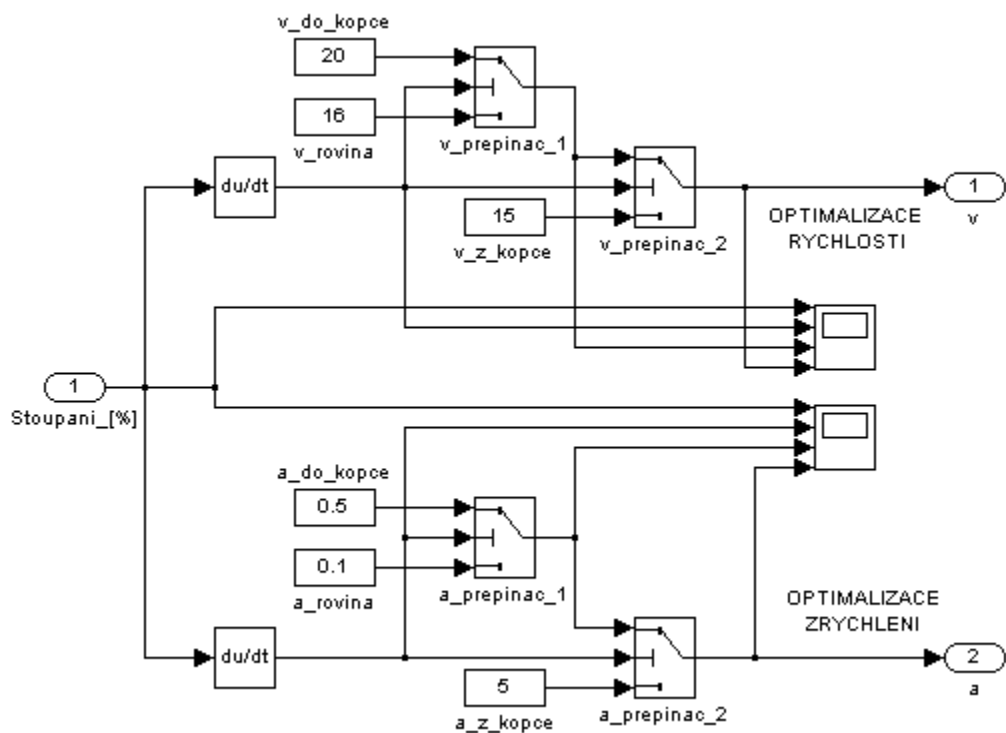 v_do_kopce
20
16
v_rovina
v_prepinac_1
du/dt
15
v_z_kopce
v_prepinac_2
OPTIMALIZACE
RYCHLOSTI
1
v
1
Stoupani_[%]
a_do_kopce
0.5
0.1
a_rovina
a_prepinac_1
du/dt
5
a_z_kopce
a_prepinac_2
OPTIMALIZACE
ZRYCHLENI
2
a